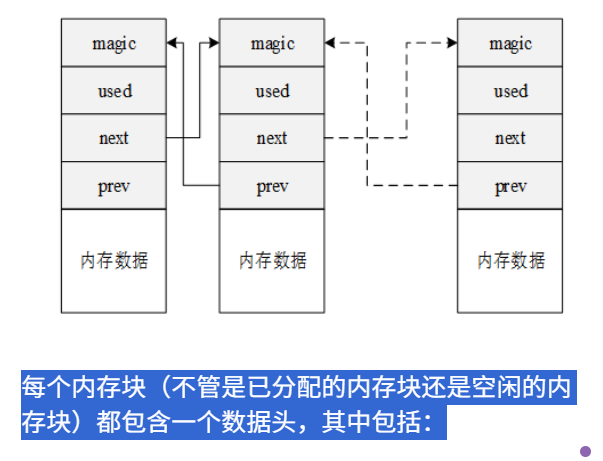 magic magic magic
used used used
next next next
prev prev prev
内存数据 内存数据 内存数据
每个内存块（不管是已分配的内存块还是空闲的内
存块）都包含一个数据头，其中包括：